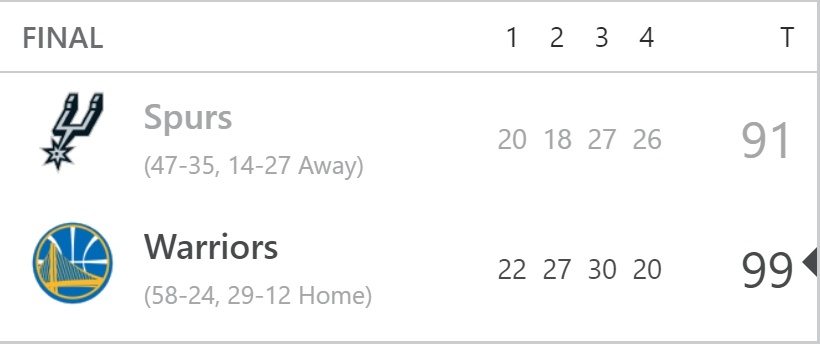 FINAL 1 2 3 4 T
Spurs 20 18 27 26 91
(47-35, 14-27 Away)
Warriors 22 27 30 20 99
(58-24, 29-12 Home)